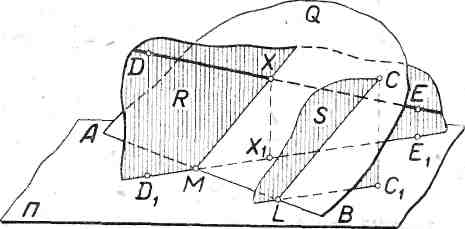 Q
D X C E
R S
A
X₁ E₁
D₁ M C₁
L B
П